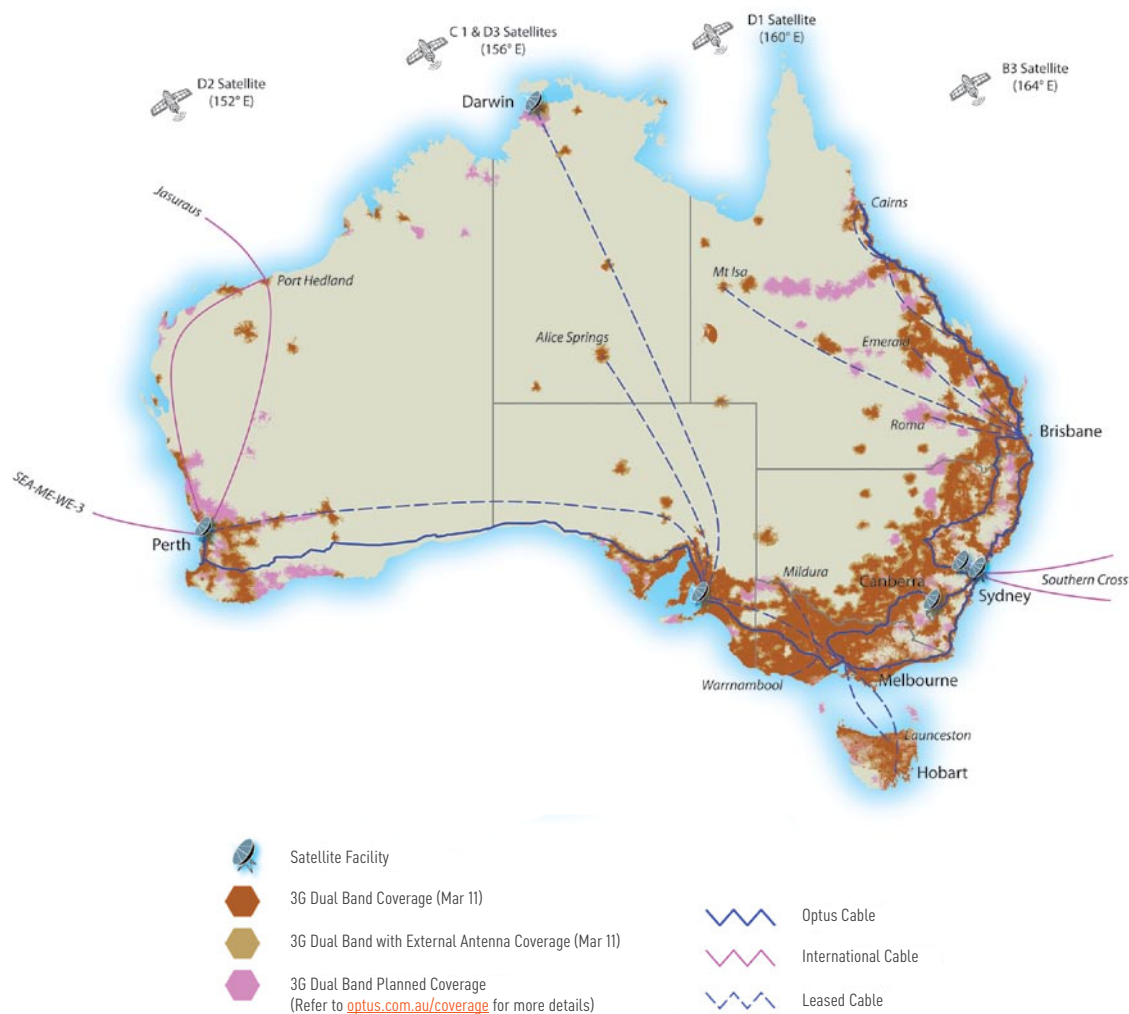 D1 Satellite
(160° E)
C 1 & D3 Satellites
(156° E)
D2 Satellite
(152° E)
B3 Satellite
(164° E)
Darwin
Jasuraus
Cairns
Port Hedland
Mt Isa
Alice Springs
Emerald
Roma
Brisbane
SEA-ME-WE-3
Perth
Mildura
Canberra
Southern Cross
Sydney
Warrnambool
Melbourne
Launceston
Hobart
Satellite Facility
3G Dual Band Coverage (Mar 11)
3G Dual Band with External Antenna Coverage (Mar 11)
3G Dual Band Planned Coverage
(Refer to optus.com.au/coverage for more details)
Optus Cable
International Cable
Leased Cable